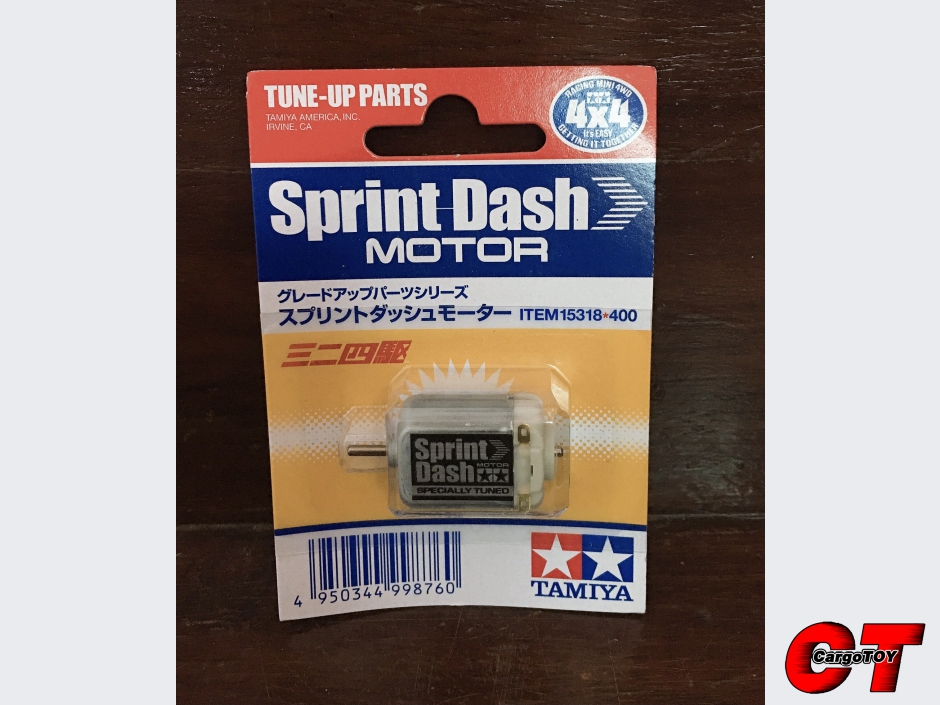 TUNE-UP PARTS
TAMIYA AMERICA, INC.
IRVINE, CA
RACING MINI 4WD
4x4
It's EASY
GETTING IT TOGETHER
Sprint Dash
MOTOR
グレードアップパーツシリーズ
スプリントダッシュモーター ITEM 15318*400
ミニ四駆
Sprint
Dash MOTOR
SPECIALLY TUNED
4 950344 998760
TAMIYA
CT
CargoTOY